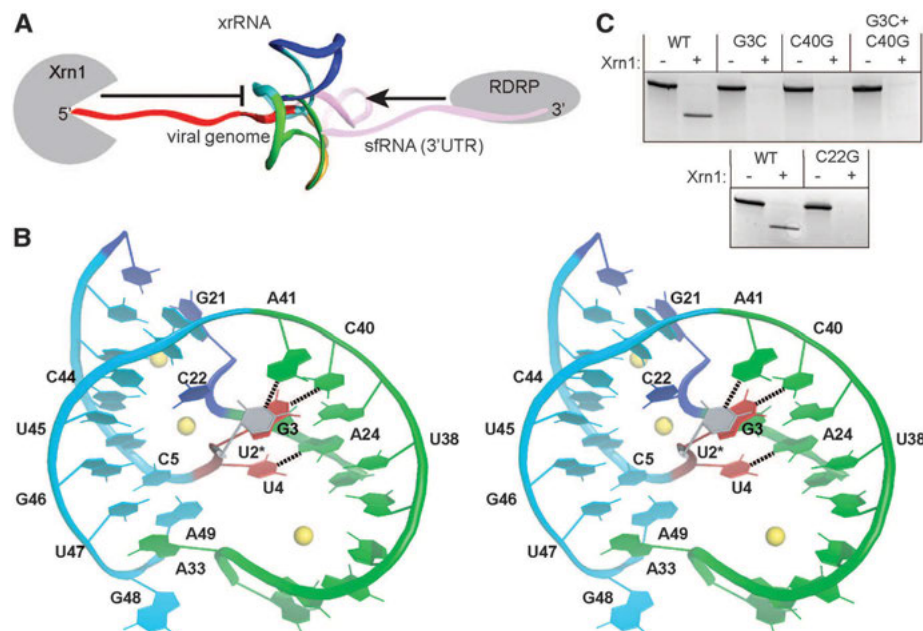 A
xrRNA
Xrn1
5'
viral genome
sfRNA (3'UTR)
RDRP
3'
C
WT G3C C40G G3C+
C40G
Xrn1: - + - + - + - +
WT C22G
Xrn1: - + - +
B
G21
A41
C40
C44
C22
U45
G3
A24
U38
C5
U2*
G46
U4
U47
A49
A33
G48
G21
A41
C40
C44
C22
U45
G3
A24
U38
C5
U2*
G46
U4
U47
A49
A33
G48